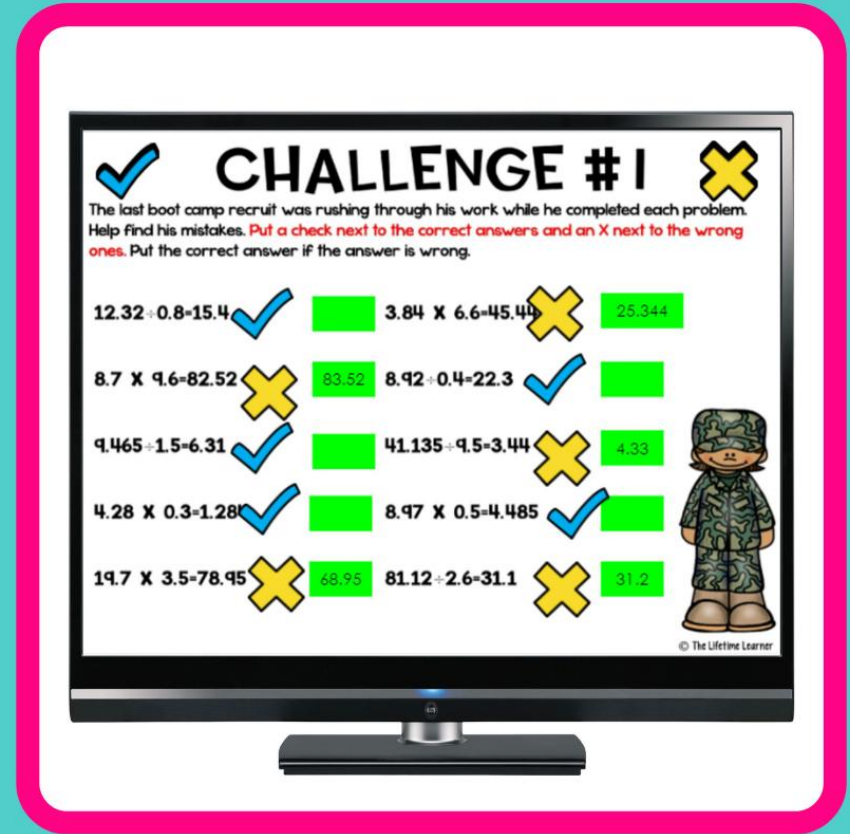 CHALLENGE #1
The last boot camp recruit was rushing through his work while he completed each problem.
Help find his mistakes. Put a check next to the correct answers and an X next to the wrong
ones. Put the correct answer if the answer is wrong.
12.32÷0.8=15.4
3.84 X 6.6=45.44
25.344
8.7 X 9.6=82.52
83.52
8.92÷0.4=22.3
9.465÷1.5=6.31
41.135÷9.5=3.44
4.33
4.28 X 0.3=
8.97 X 0.5=4.485
19.7 X 3.5=78.95
68.95
81.12÷2.6=31.1
31.2
© The Lifetime Learner